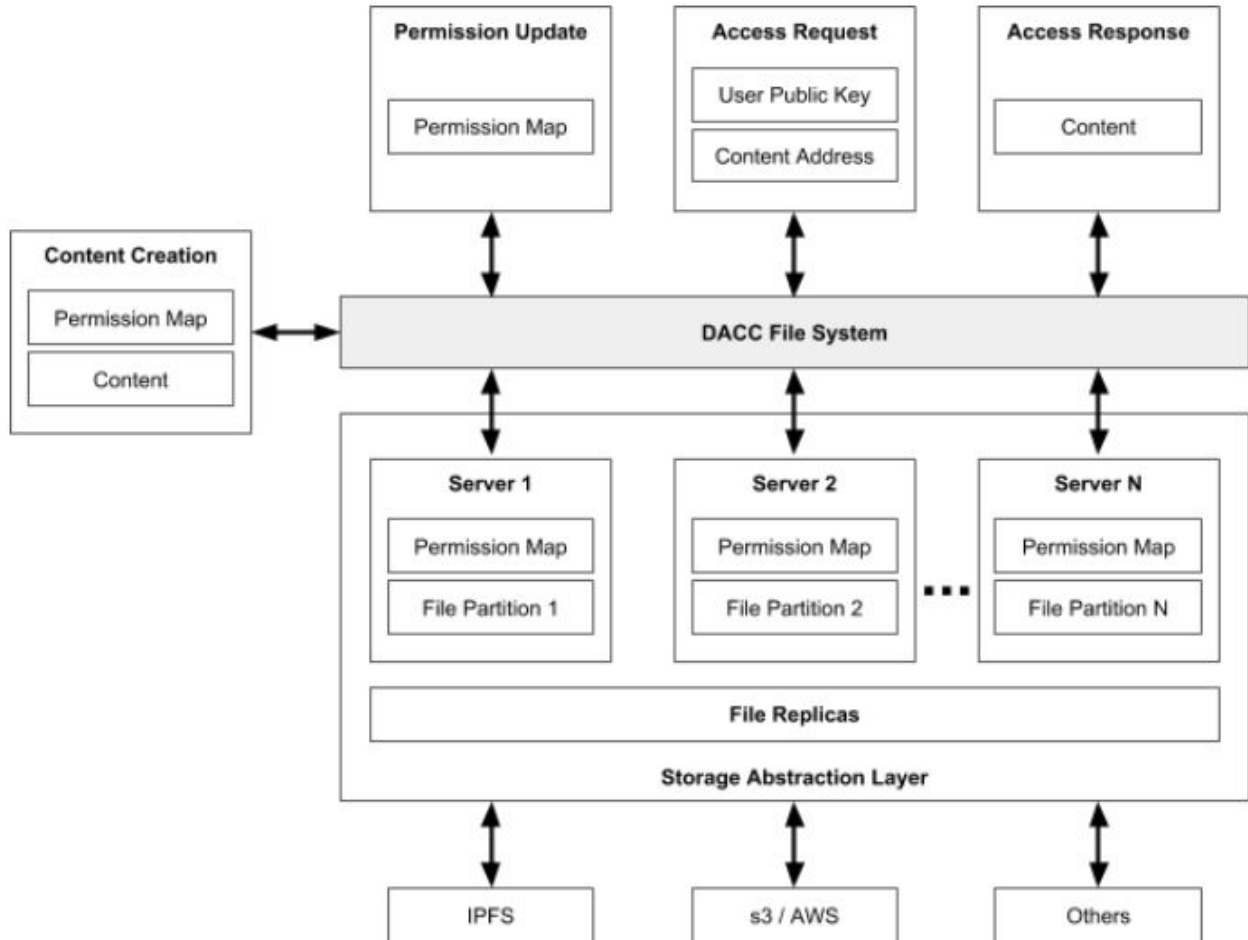 Permission Update
Permission Map
Access Request
User Public Key
Content Address
Access Response
Content
Content Creation
Permission Map
Content
DACC File System
Server 1
Permission Map
File Partition 1
Server 2
Permission Map
File Partition 2
Server N
Permission Map
File Partition N
File Replicas
Storage Abstraction Layer
IPFS
s3 / AWS
Others